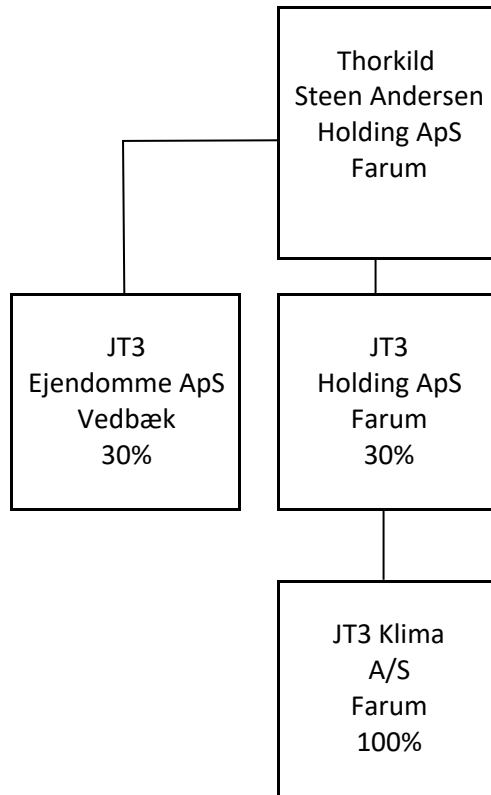 Thorkild
Steen Andersen
Holding ApS
Farum
JT3
Ejendomme ApS
Vedbæk
30%
JT3
Holding ApS
Farum
30%
JT3 Klima
A/S
Farum
100%